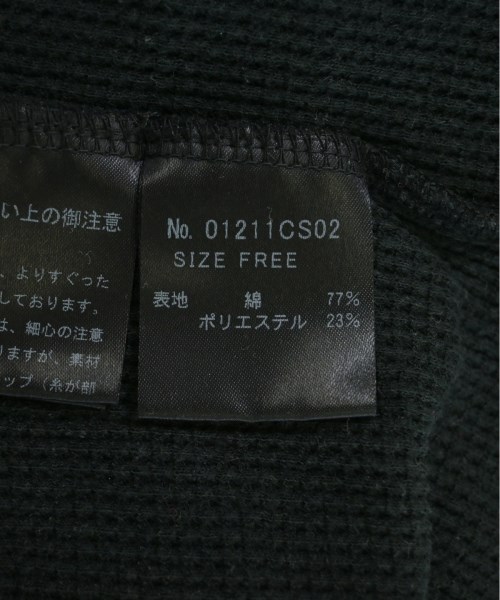 い上の御注意
、よりすぐった
しております。
は、細心の注意
りますが、素材
ップ（糸が部
No. 01211CS02
SIZE FREE
表地 綿 77%
ポリエステル 23%